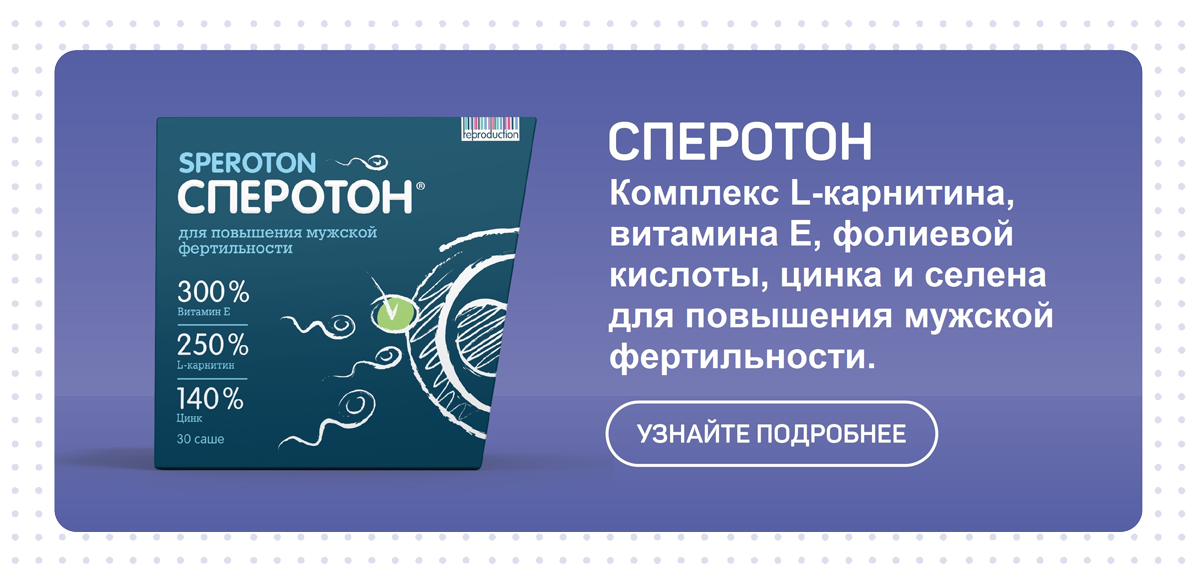 reproduction
SPEROTON
СПЕРОТОН®
для повышения мужской
фертильности
300%
Витамин Е
250%
L-карнитин
140%
Цинк
30 саше
СПЕРОТОН
Комплекс L-карнитина,
витамина Е, фолиевой
кислоты, цинка и селена
для повышения мужской
фертильности.
УЗНАЙТЕ ПОДРОБНЕЕ